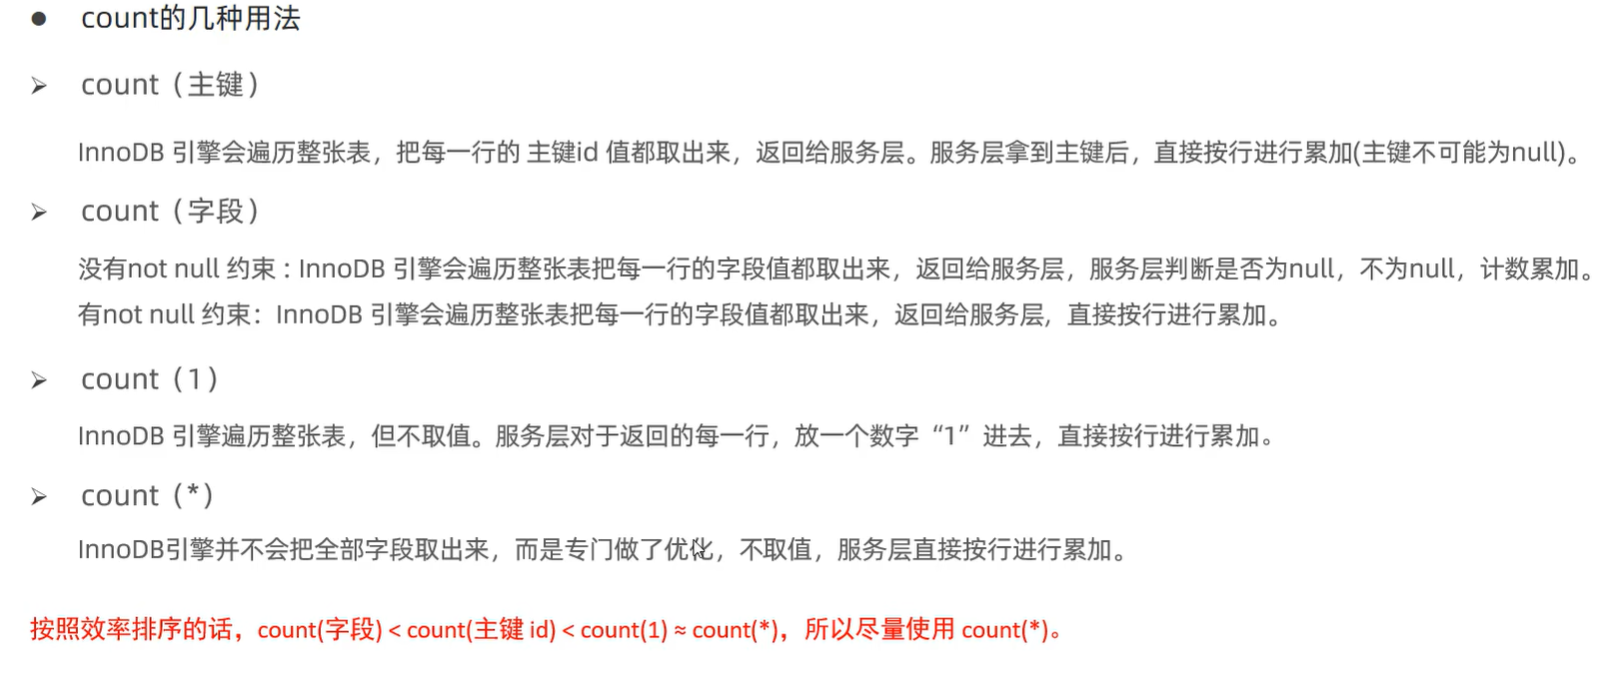 ● count的几种用法
➢ count（主键）
InnoDB 引擎会遍历整张表，把每一行的 主键id 值都取出来，返回给服务层。服务层拿到主键后，直接按行进行累加(主键不可能为null)。
➢ count（字段）
没有not null 约束 : InnoDB 引擎会遍历整张表把每一行的字段值都取出来，返回给服务层，服务层判断是否为null，不为null，计数累加。
有not null 约束：InnoDB 引擎会遍历整张表把每一行的字段值都取出来，返回给服务层，直接按行进行累加。
➢ count（1）
InnoDB 引擎遍历整张表，但不取值。服务层对于返回的每一行，放一个数字“1”进去，直接按行进行累加。
➢ count（*）
InnoDB引擎并不会把全部字段取出来，而是专门做了优化，不取值，服务层直接按行进行累加。
按照效率排序的话，count(字段) < count(主键 id) < count(1) ≈ count(*)，所以尽量使用 count(*)。